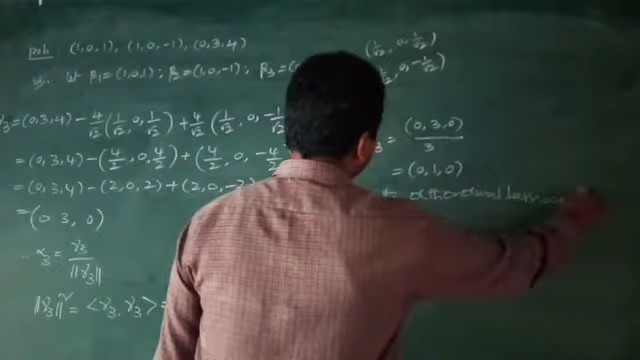 pbm: (1,0,1), (1,0,-1), (0,3,4)
let β₁=(1,0,1); β₂=(1,0,-1); β₃=(
(1/√2, 0, 1/√2)
, 0, -1/√2)
γ₃=(0,3,4) - 4/√2 (1/√2, 0, 1/√2) + 4/√2 (1/√2, 0, -1/√2
=(0,3,4) - (4/2, 0, 4/2) + (4/2, 0, -4/2
=(0,3,4) - (2,0,2) + (2,0,-2
=(0 3, 0)
∴ α₃ = γ₃/||γ₃||
||γ₃||² = <γ₃, γ₃> =
₃ = (0,3,0)/3
= (0,1,0)
orthonormal